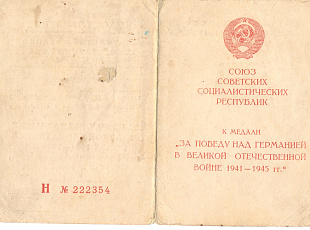 Н № 222354
СОЮЗ
СОВЕТСКИХ
СОЦИАЛИСТИЧЕСКИХ
РЕСПУБЛИК
К МЕДАЛИ
„ЗА ПОБЕДУ НАД ГЕРМАНИЕЙ
В ВЕЛИКОЙ ОТЕЧЕСТВЕННОЙ
ВОЙНЕ 1941—1945 гг.“